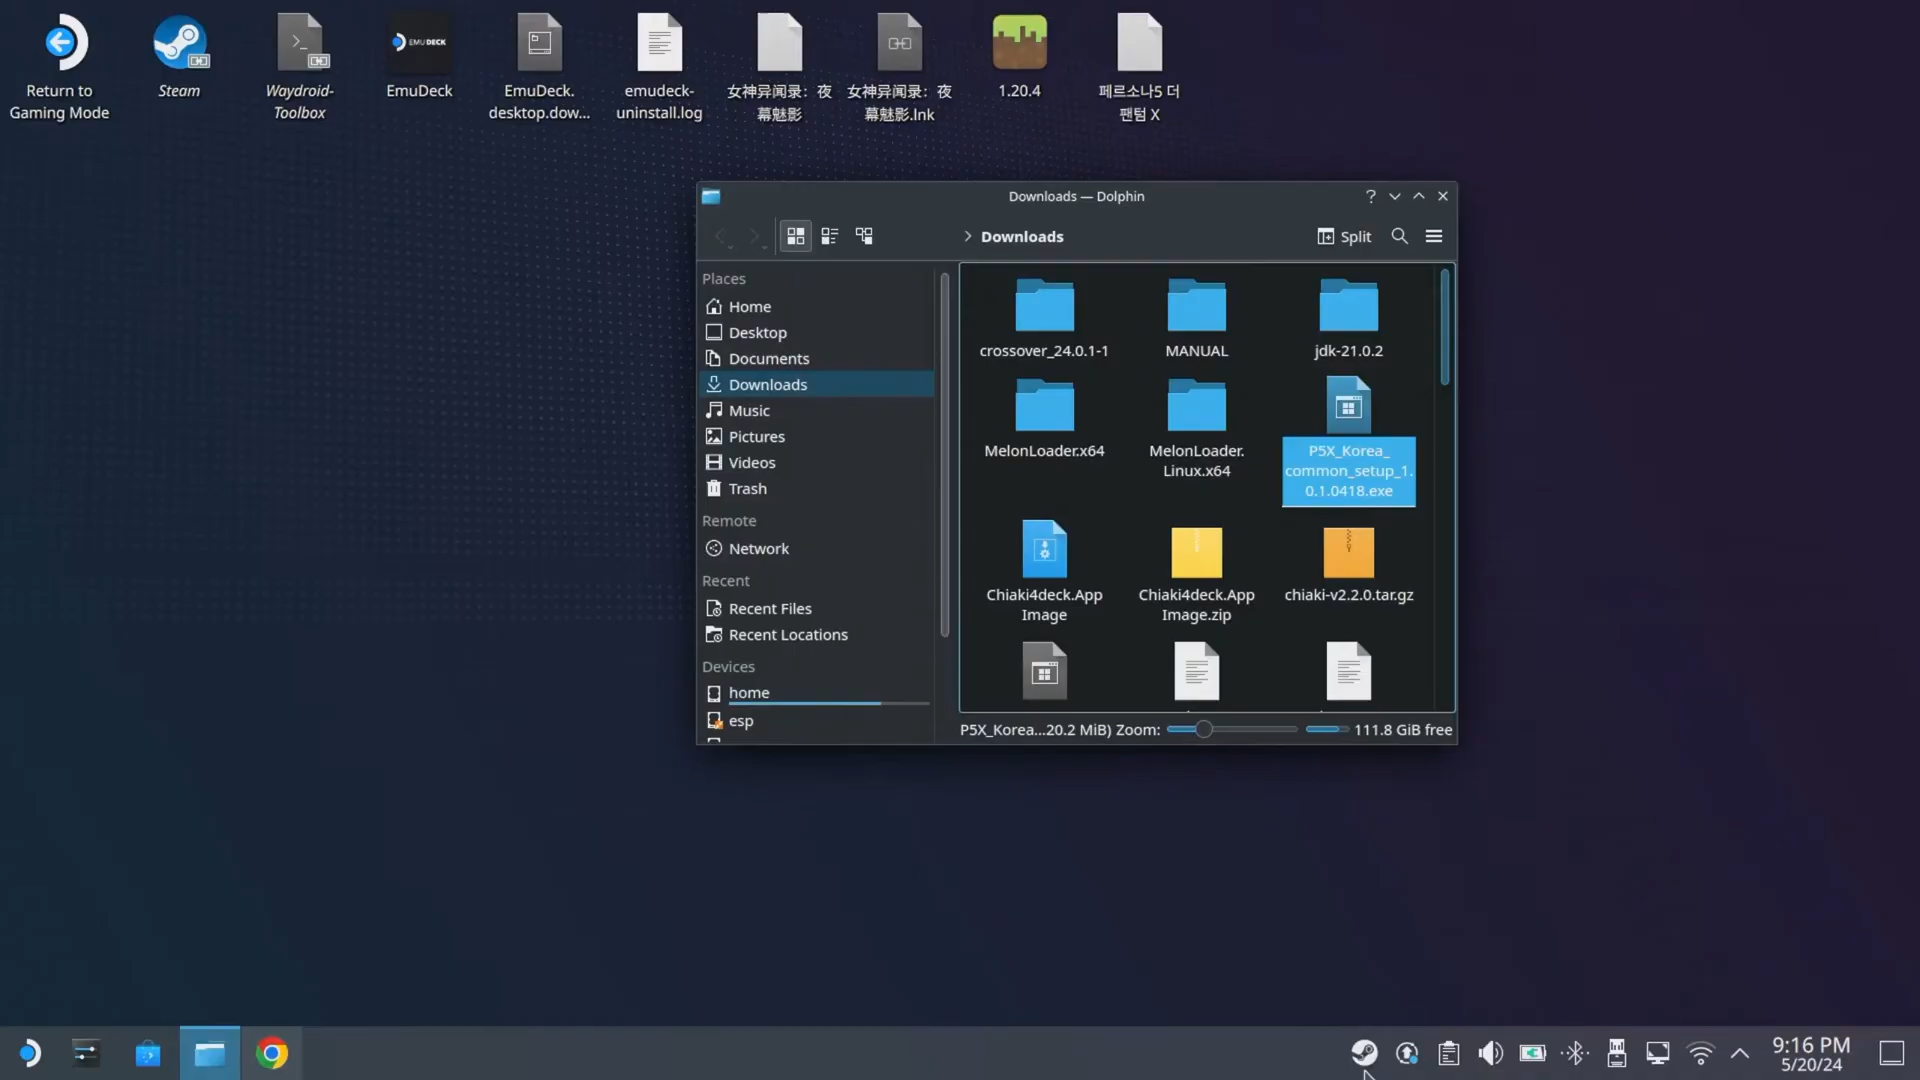 Return to
Gaming Mode
Steam
Waydroid-
Toolbox
EMUDECK
EmuDeck
EmuDeck.
desktop.dow...
emudeck-
uninstall.log
女神异闻录：夜
幕魅影
女神异闻录：夜
幕魅影.lnk
1.20.4
페르소나5 더
팬텀 X
Downloads — Dolphin
Downloads
Split
Places
Home
Desktop
Documents
Downloads
Music
Pictures
Videos
Trash
Remote
Network
Recent
Recent Files
Recent Locations
Devices
home
esp
crossover_24.0.1-1
MANUAL
jdk-21.0.2
MelonLoader.x64
MelonLoader.
Linux.x64
P5X_Korea_
common_setup_1.
0.1.0418.exe
Chiaki4deck.App
Image
Chiaki4deck.App
Image.zip
chiaki-v2.2.0.tar.gz
P5X_Korea...20.2 MiB) Zoom:
111.8 GiB free
9:16 PM
5/20/24